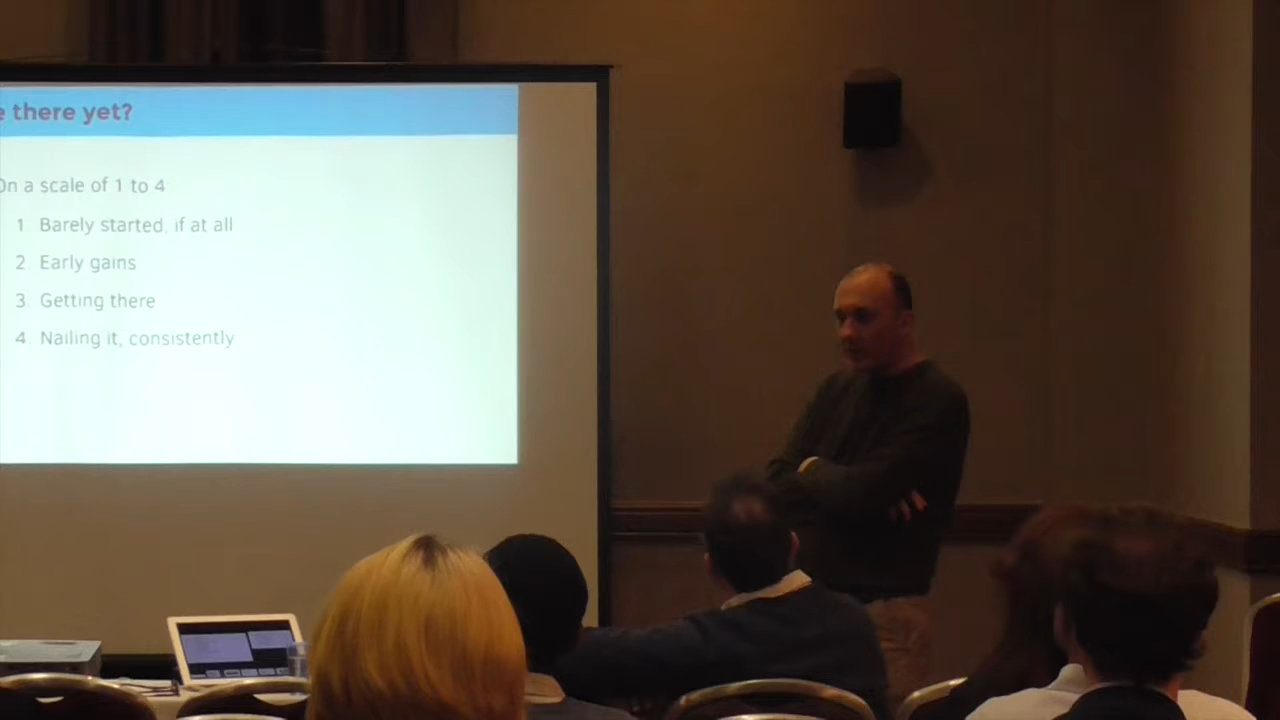 e there yet?
On a scale of 1 to 4
1. Barely started, if at all
2. Early gains
3. Getting there
4. Nailing it, consistently